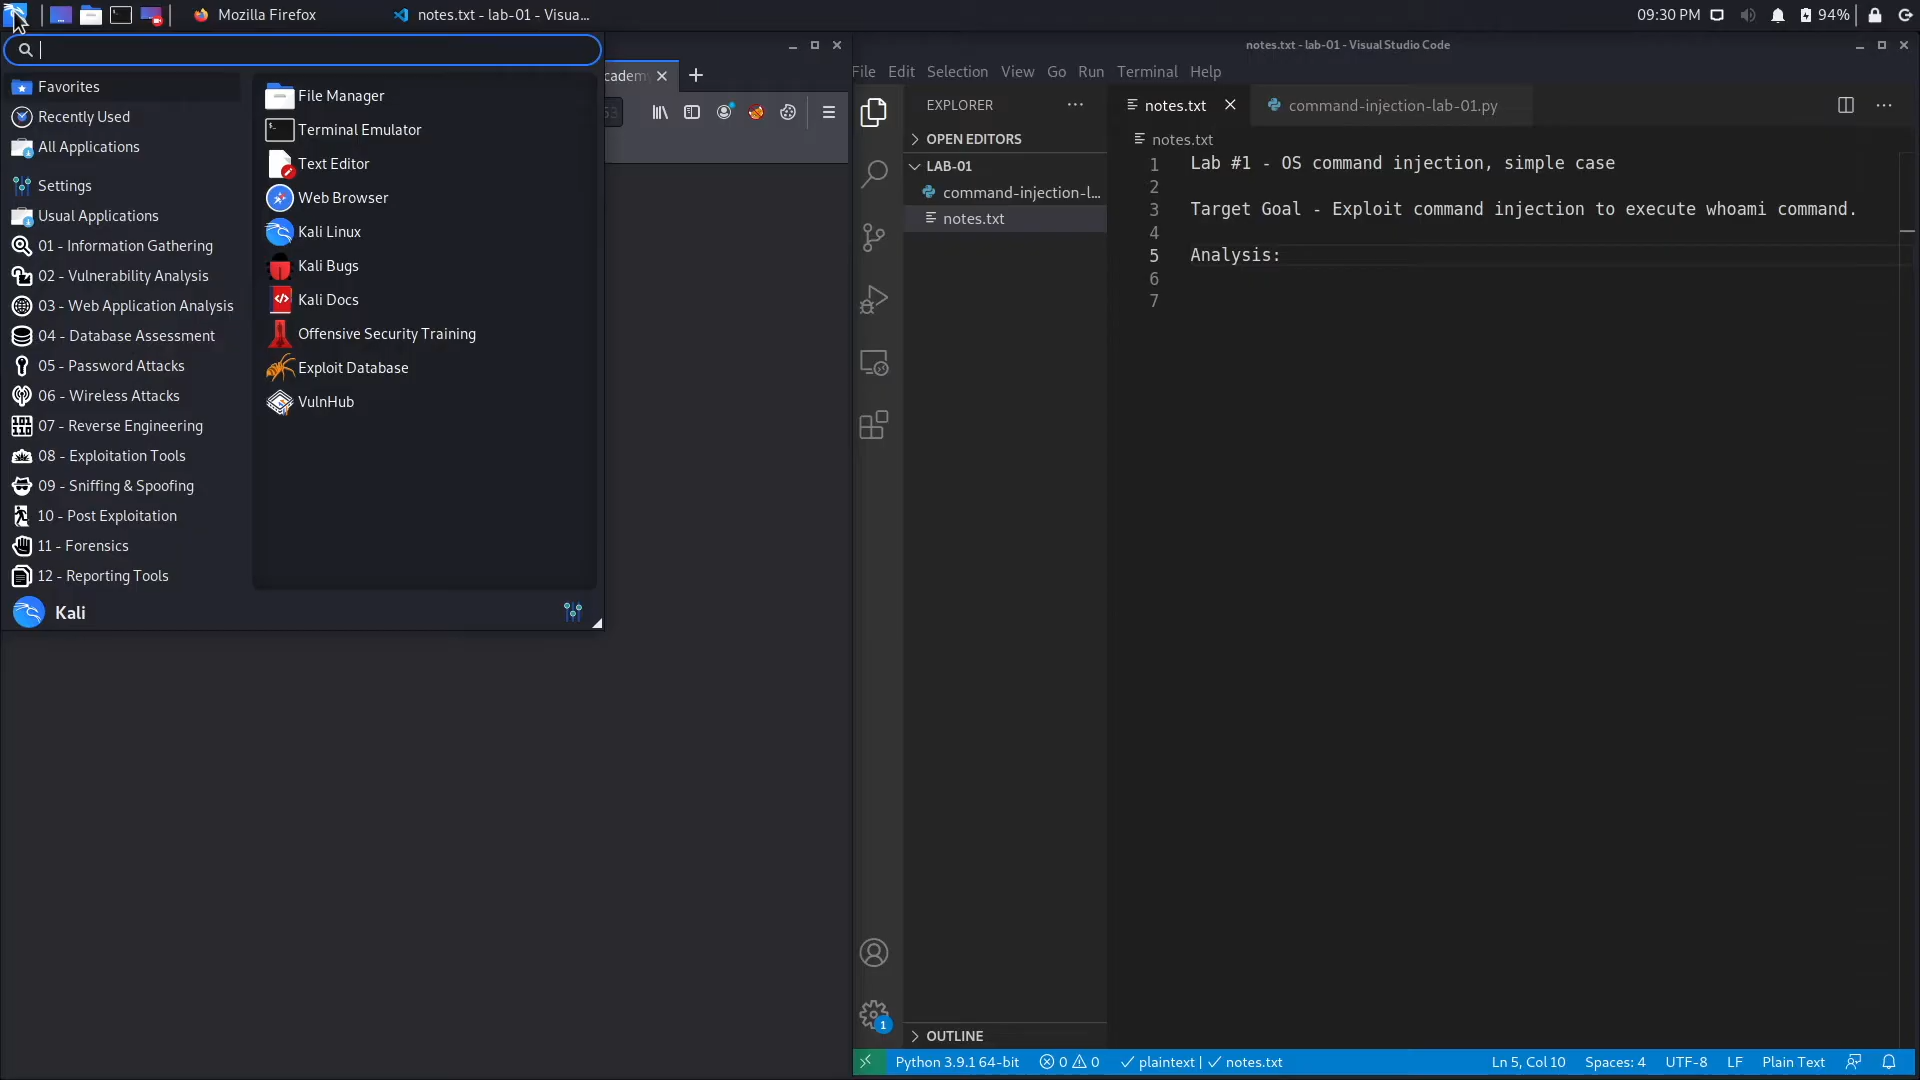 Mozilla Firefox
notes.txt - lab-01 - Visua...
09:30 PM
94%
Favorites
Recently Used
All Applications
Settings
Usual Applications
01 - Information Gathering
02 - Vulnerability Analysis
03 - Web Application Analysis
04 - Database Assessment
05 - Password Attacks
06 - Wireless Attacks
07 - Reverse Engineering
08 - Exploitation Tools
09 - Sniffing & Spoofing
10 - Post Exploitation
11 - Forensics
12 - Reporting Tools
Kali
File Manager
Terminal Emulator
Text Editor
Web Browser
Kali Linux
Kali Bugs
Kali Docs
Offensive Security Training
Exploit Database
VulnHub
cadem
notes.txt - lab-01 - Visual Studio Code
File Edit Selection View Go Run Terminal Help
EXPLORER
OPEN EDITORS
LAB-01
command-injection-l...
notes.txt
OUTLINE
notes.txt
command-injection-lab-01.py
notes.txt
1 Lab #1 - OS command injection, simple case
2
3 Target Goal - Exploit command injection to execute whoami command.
4
5 Analysis:
6
7
1
Python 3.9.1 64-bit 0 0 plaintext | notes.txt Ln 5, Col 10 Spaces: 4 UTF-8 LF Plain Text